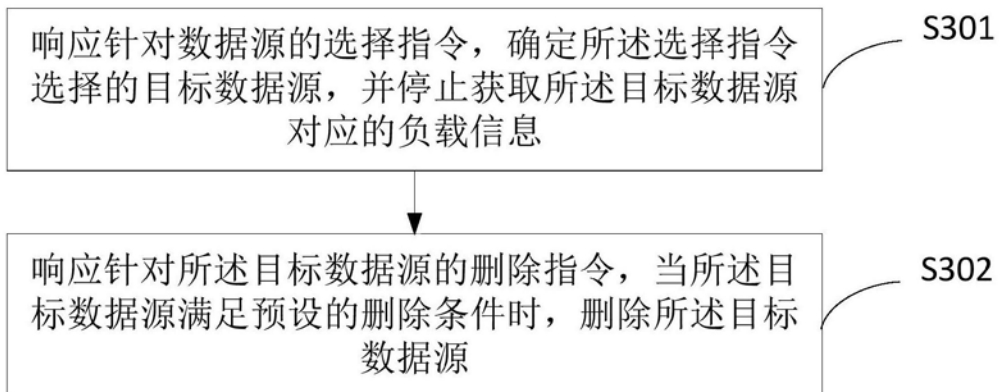 响应针对数据源的选择指令，确定所述选择指令
选择的目标数据源，并停止获取所述目标数据源
对应的负载信息
S301
响应针对所述目标数据源的删除指令，当所述目
标数据源满足预设的删除条件时，删除所述目标
数据源
S302